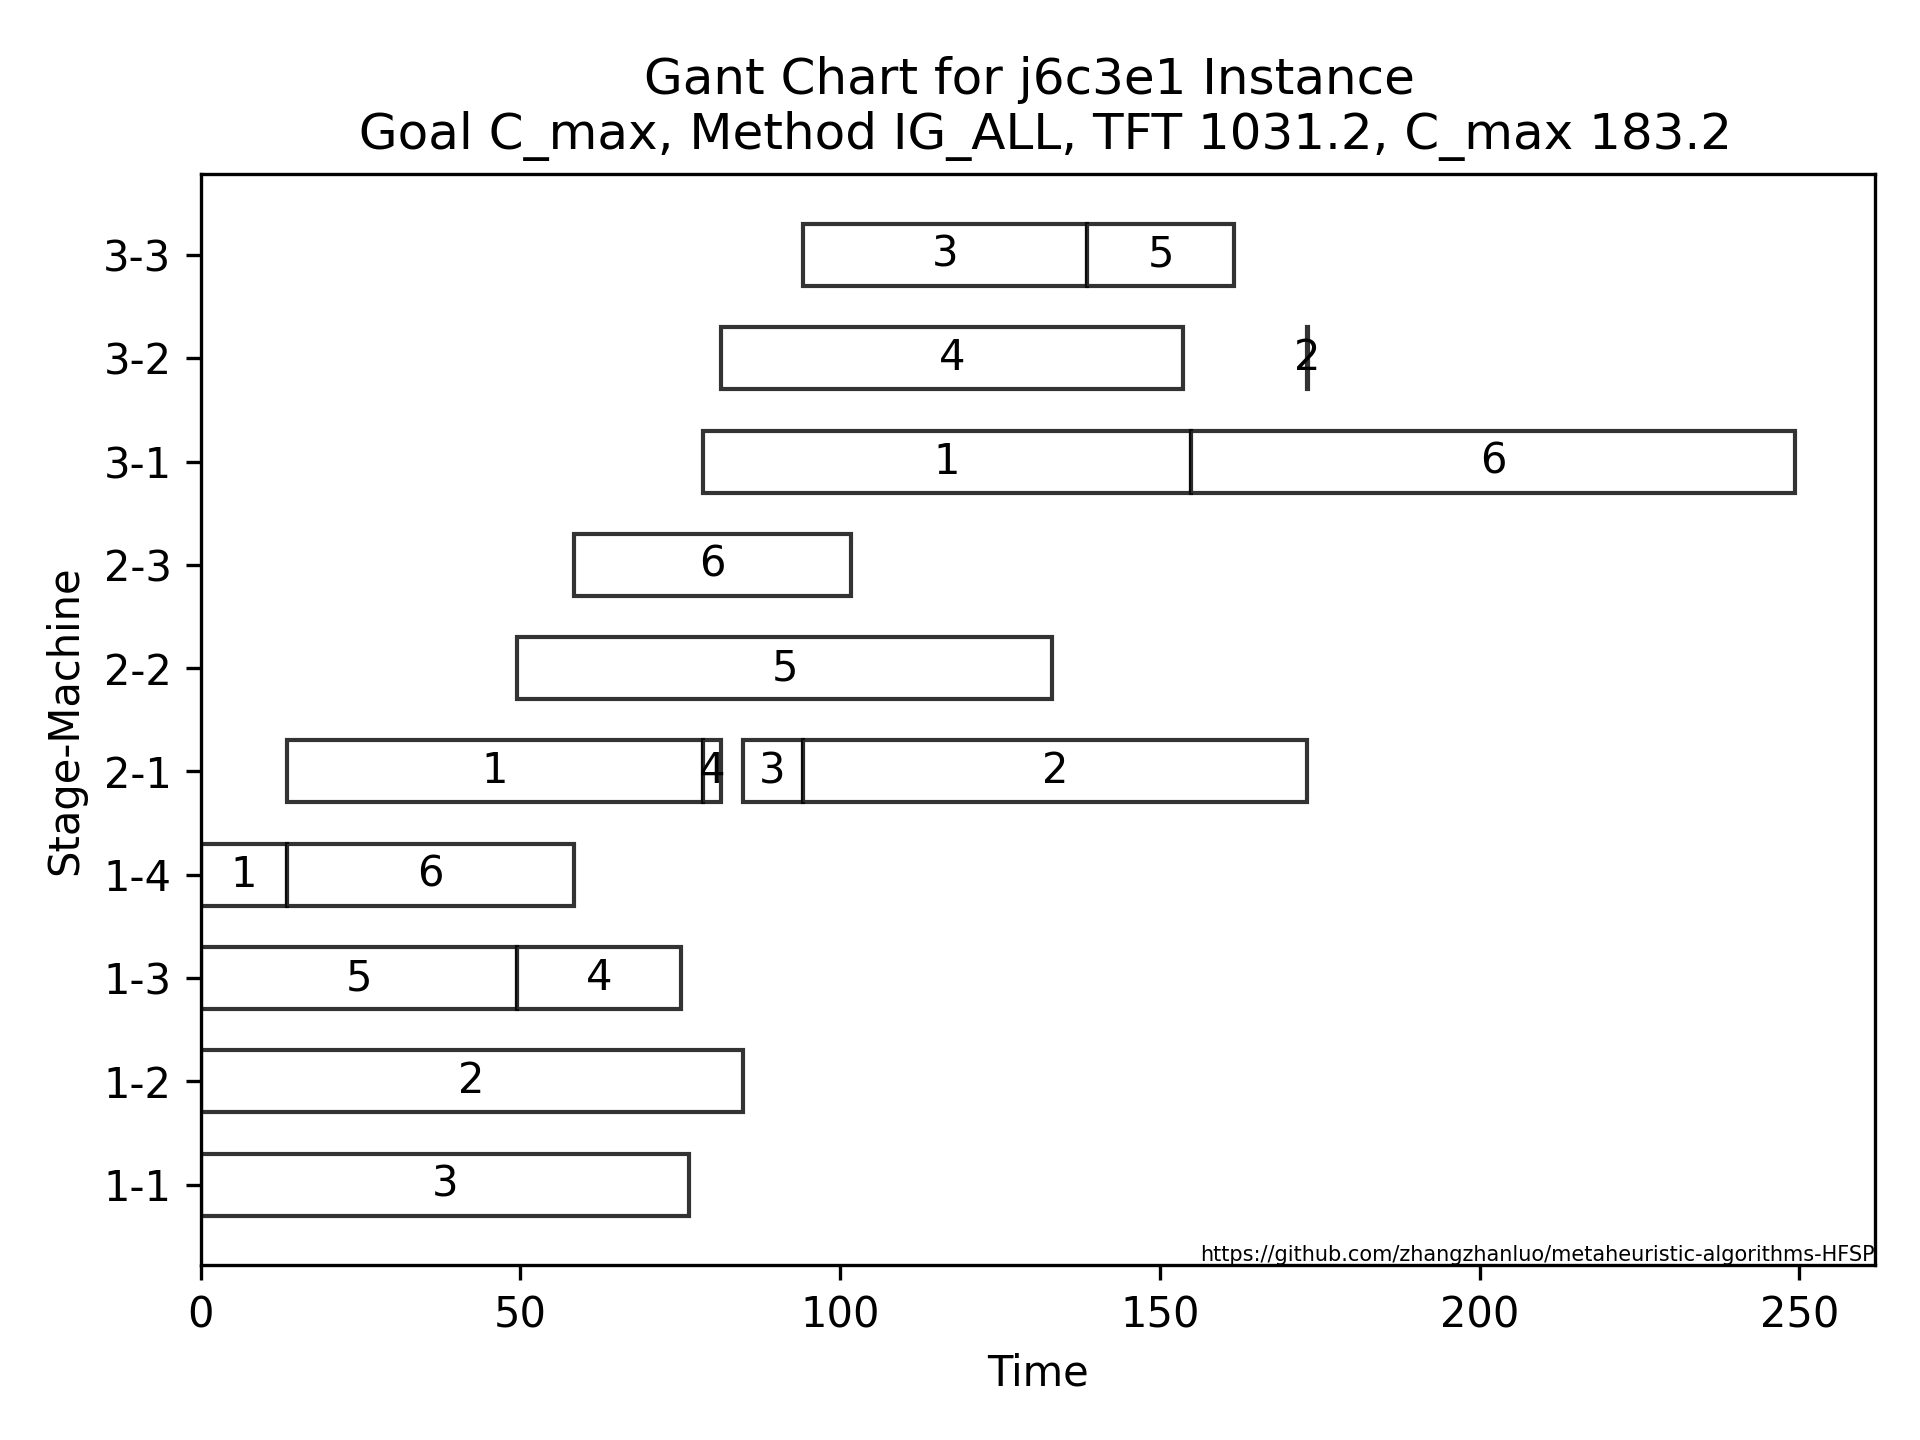 Gant Chart for j6c3e1 Instance
Goal C_max, Method IG_ALL, TFT 1031.2, C_max 183.2
3-3
3 5
3-2
4 2
3-1
1 6
2-3
6
2-2
5
2-1
1 4 3 2
1-4
1 6
1-3
5 4
1-2
2
1-1
3
Stage-Machine
https://github.com/zhangzhanluo/metaheuristic-algorithms-HFSP
0 50 100 150 200 250
Time